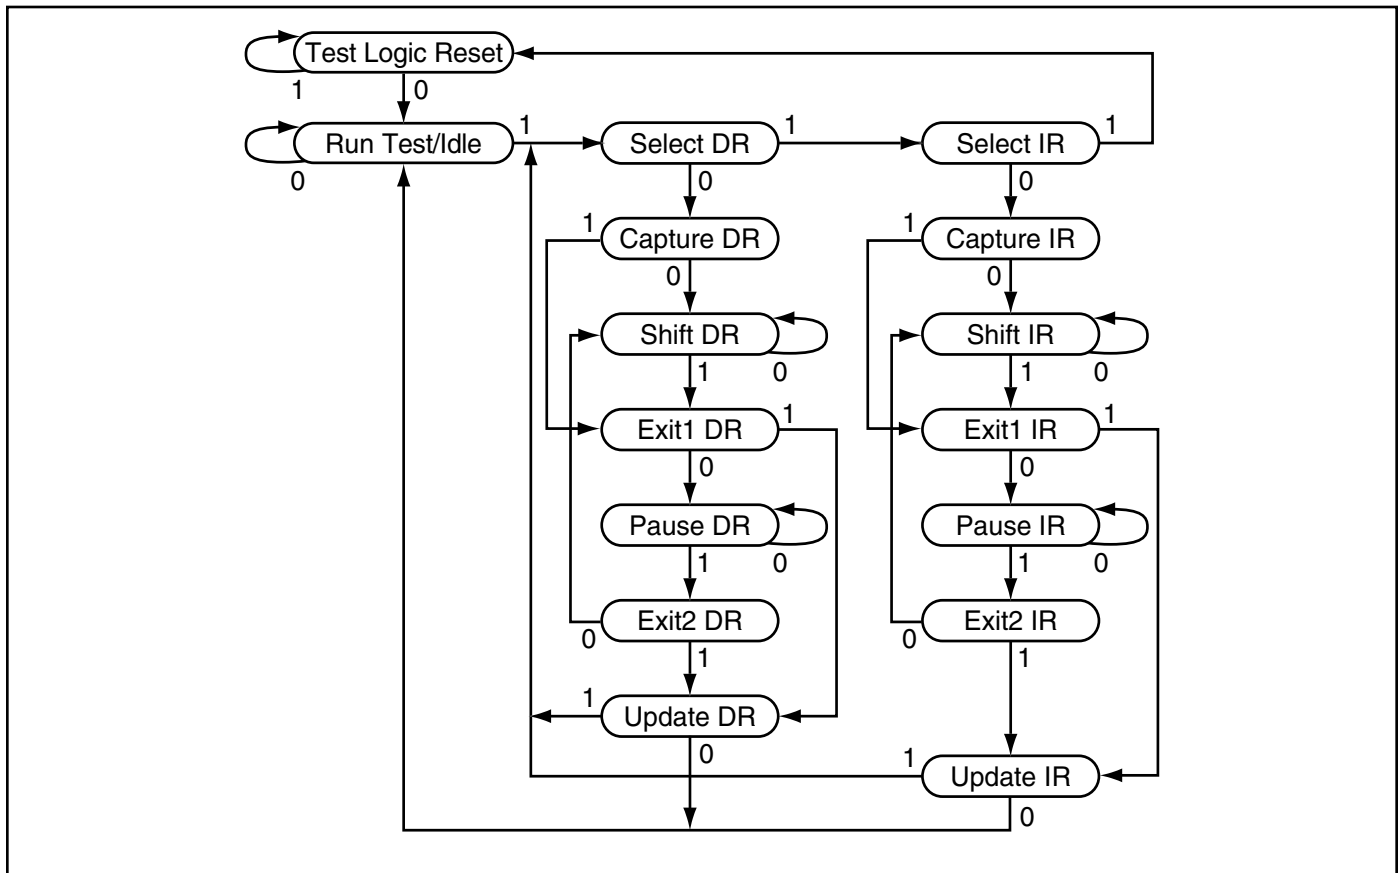 Test Logic Reset
1 0
Run Test/Idle 1 Select DR 1 Select IR 1
0 0 0
1 Capture DR 1 Capture IR
0 0
Shift DR Shift IR
1 0 1 0
Exit1 DR 1 Exit1 IR 1
0 0
Pause DR Pause IR
1 0 1 0
Exit2 DR Exit2 IR
0 1 0 1
1 Update DR
0 1 Update IR
0